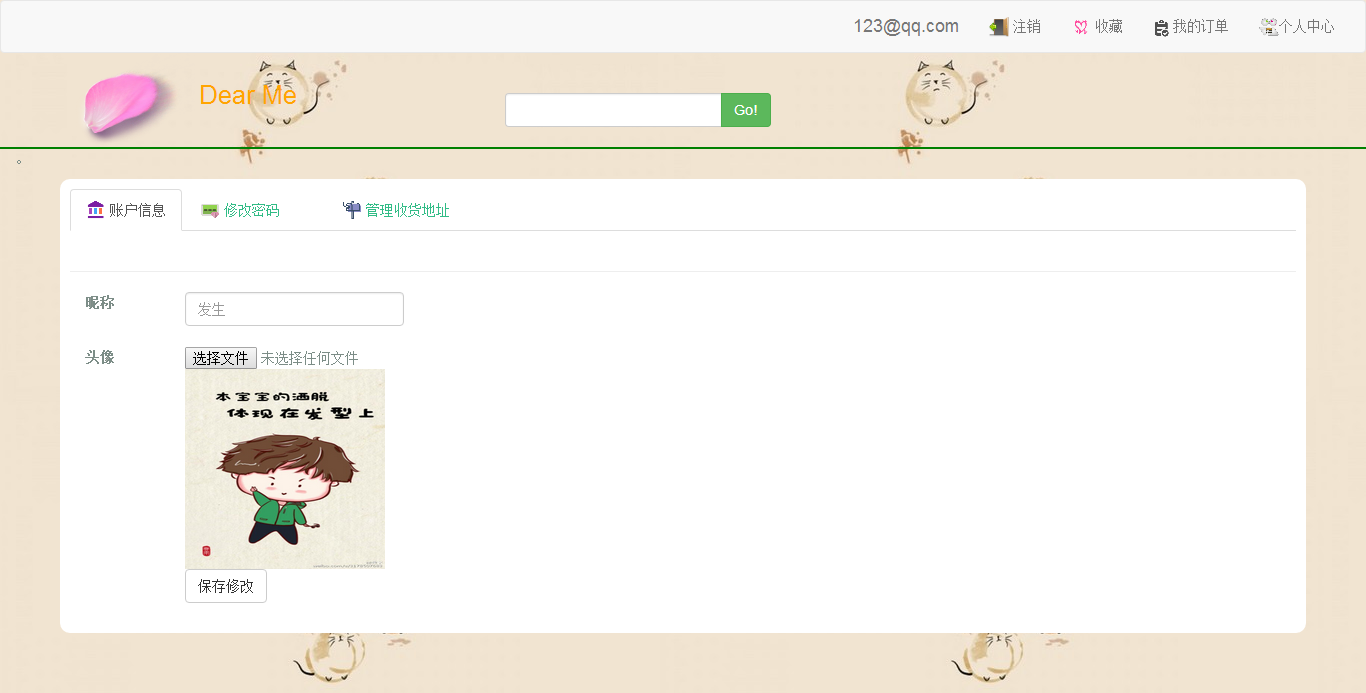 123@qq.com 注销 收藏 我的订单 个人中心
Dear Me
Go!
。
账户信息 修改密码 管理收货地址
昵称 发生
头像 选择文件 未选择任何文件
本宝宝的洒脱
体现在发型上
保存修改